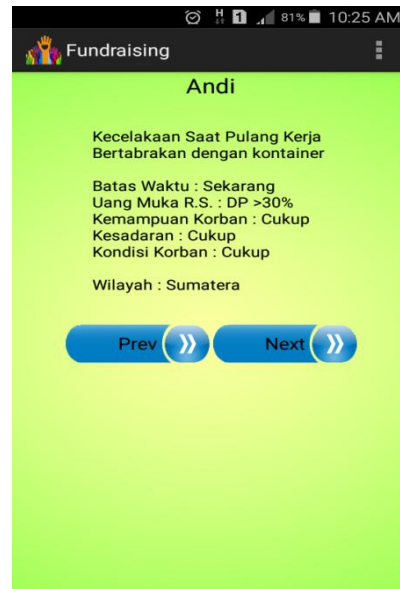 H 1 81% 10:25 AM
Fundraising
Andi
Kecelakaan Saat Pulang Kerja
Bertabrakan dengan kontainer
Batas Waktu : Sekarang
Uang Muka R.S. : DP >30%
Kemampuan Korban : Cukup
Kesadaran : Cukup
Kondisi Korban : Cukup
Wilayah : Sumatera
Prev Next